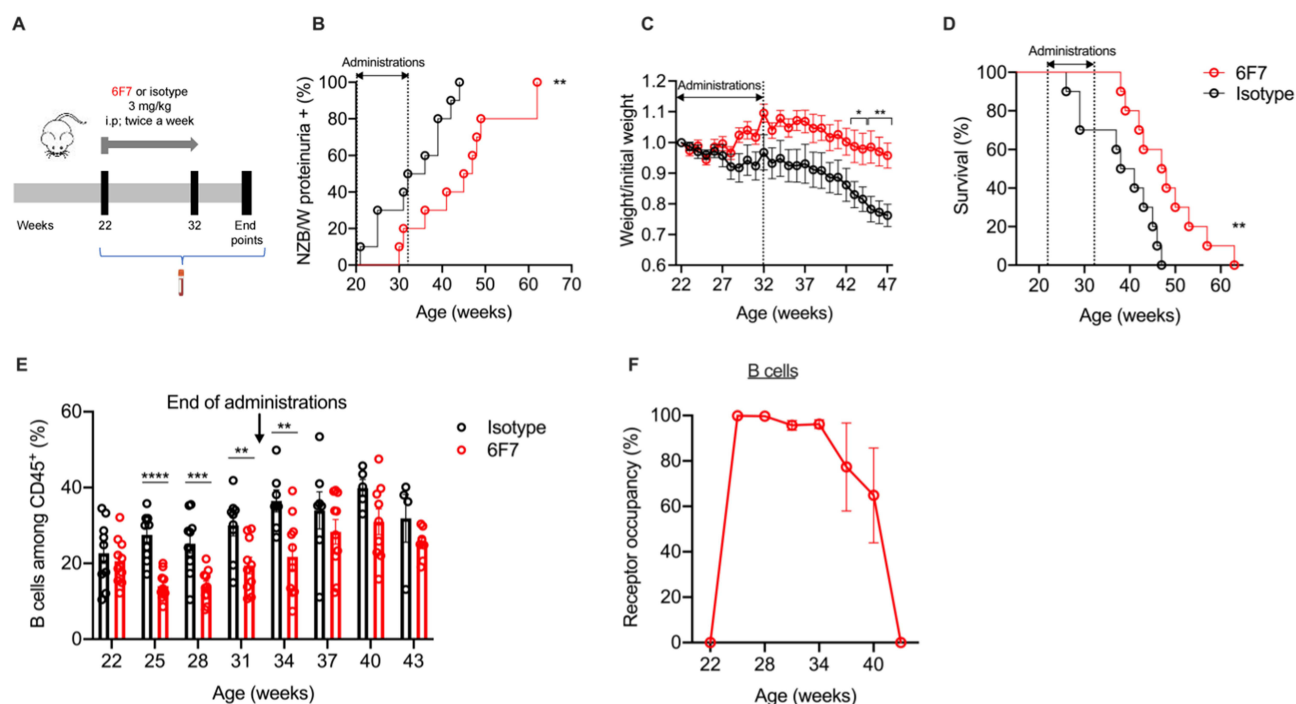 A
6F7 or isotype
3 mg/kg
i.p; twice a week
Weeks
22
32
End
points
B
Administrations
NZB/W proteinuria + (%)
100
80
60
40
20
0
20
30
40
50
60
70
Age (weeks)
**
C
Administrations
Weight/initial weight
1.2
1.1
1.0
0.9
0.8
0.7
0.6
22
27
32
37
42
47
Age (weeks)
*
**
D
Administrations
Survival (%)
100
80
60
40
20
0
20
30
40
50
60
Age (weeks)
**
6F7
Isotype
E
End of administrations
B cells among CD45⁺ (%)
60
40
20
0
****
***
**
**
22
25
28
31
34
37
40
43
Age (weeks)
Isotype
6F7
F
B cells
Receptor occupancy (%)
100
80
60
40
20
0
22
28
34
40
Age (weeks)